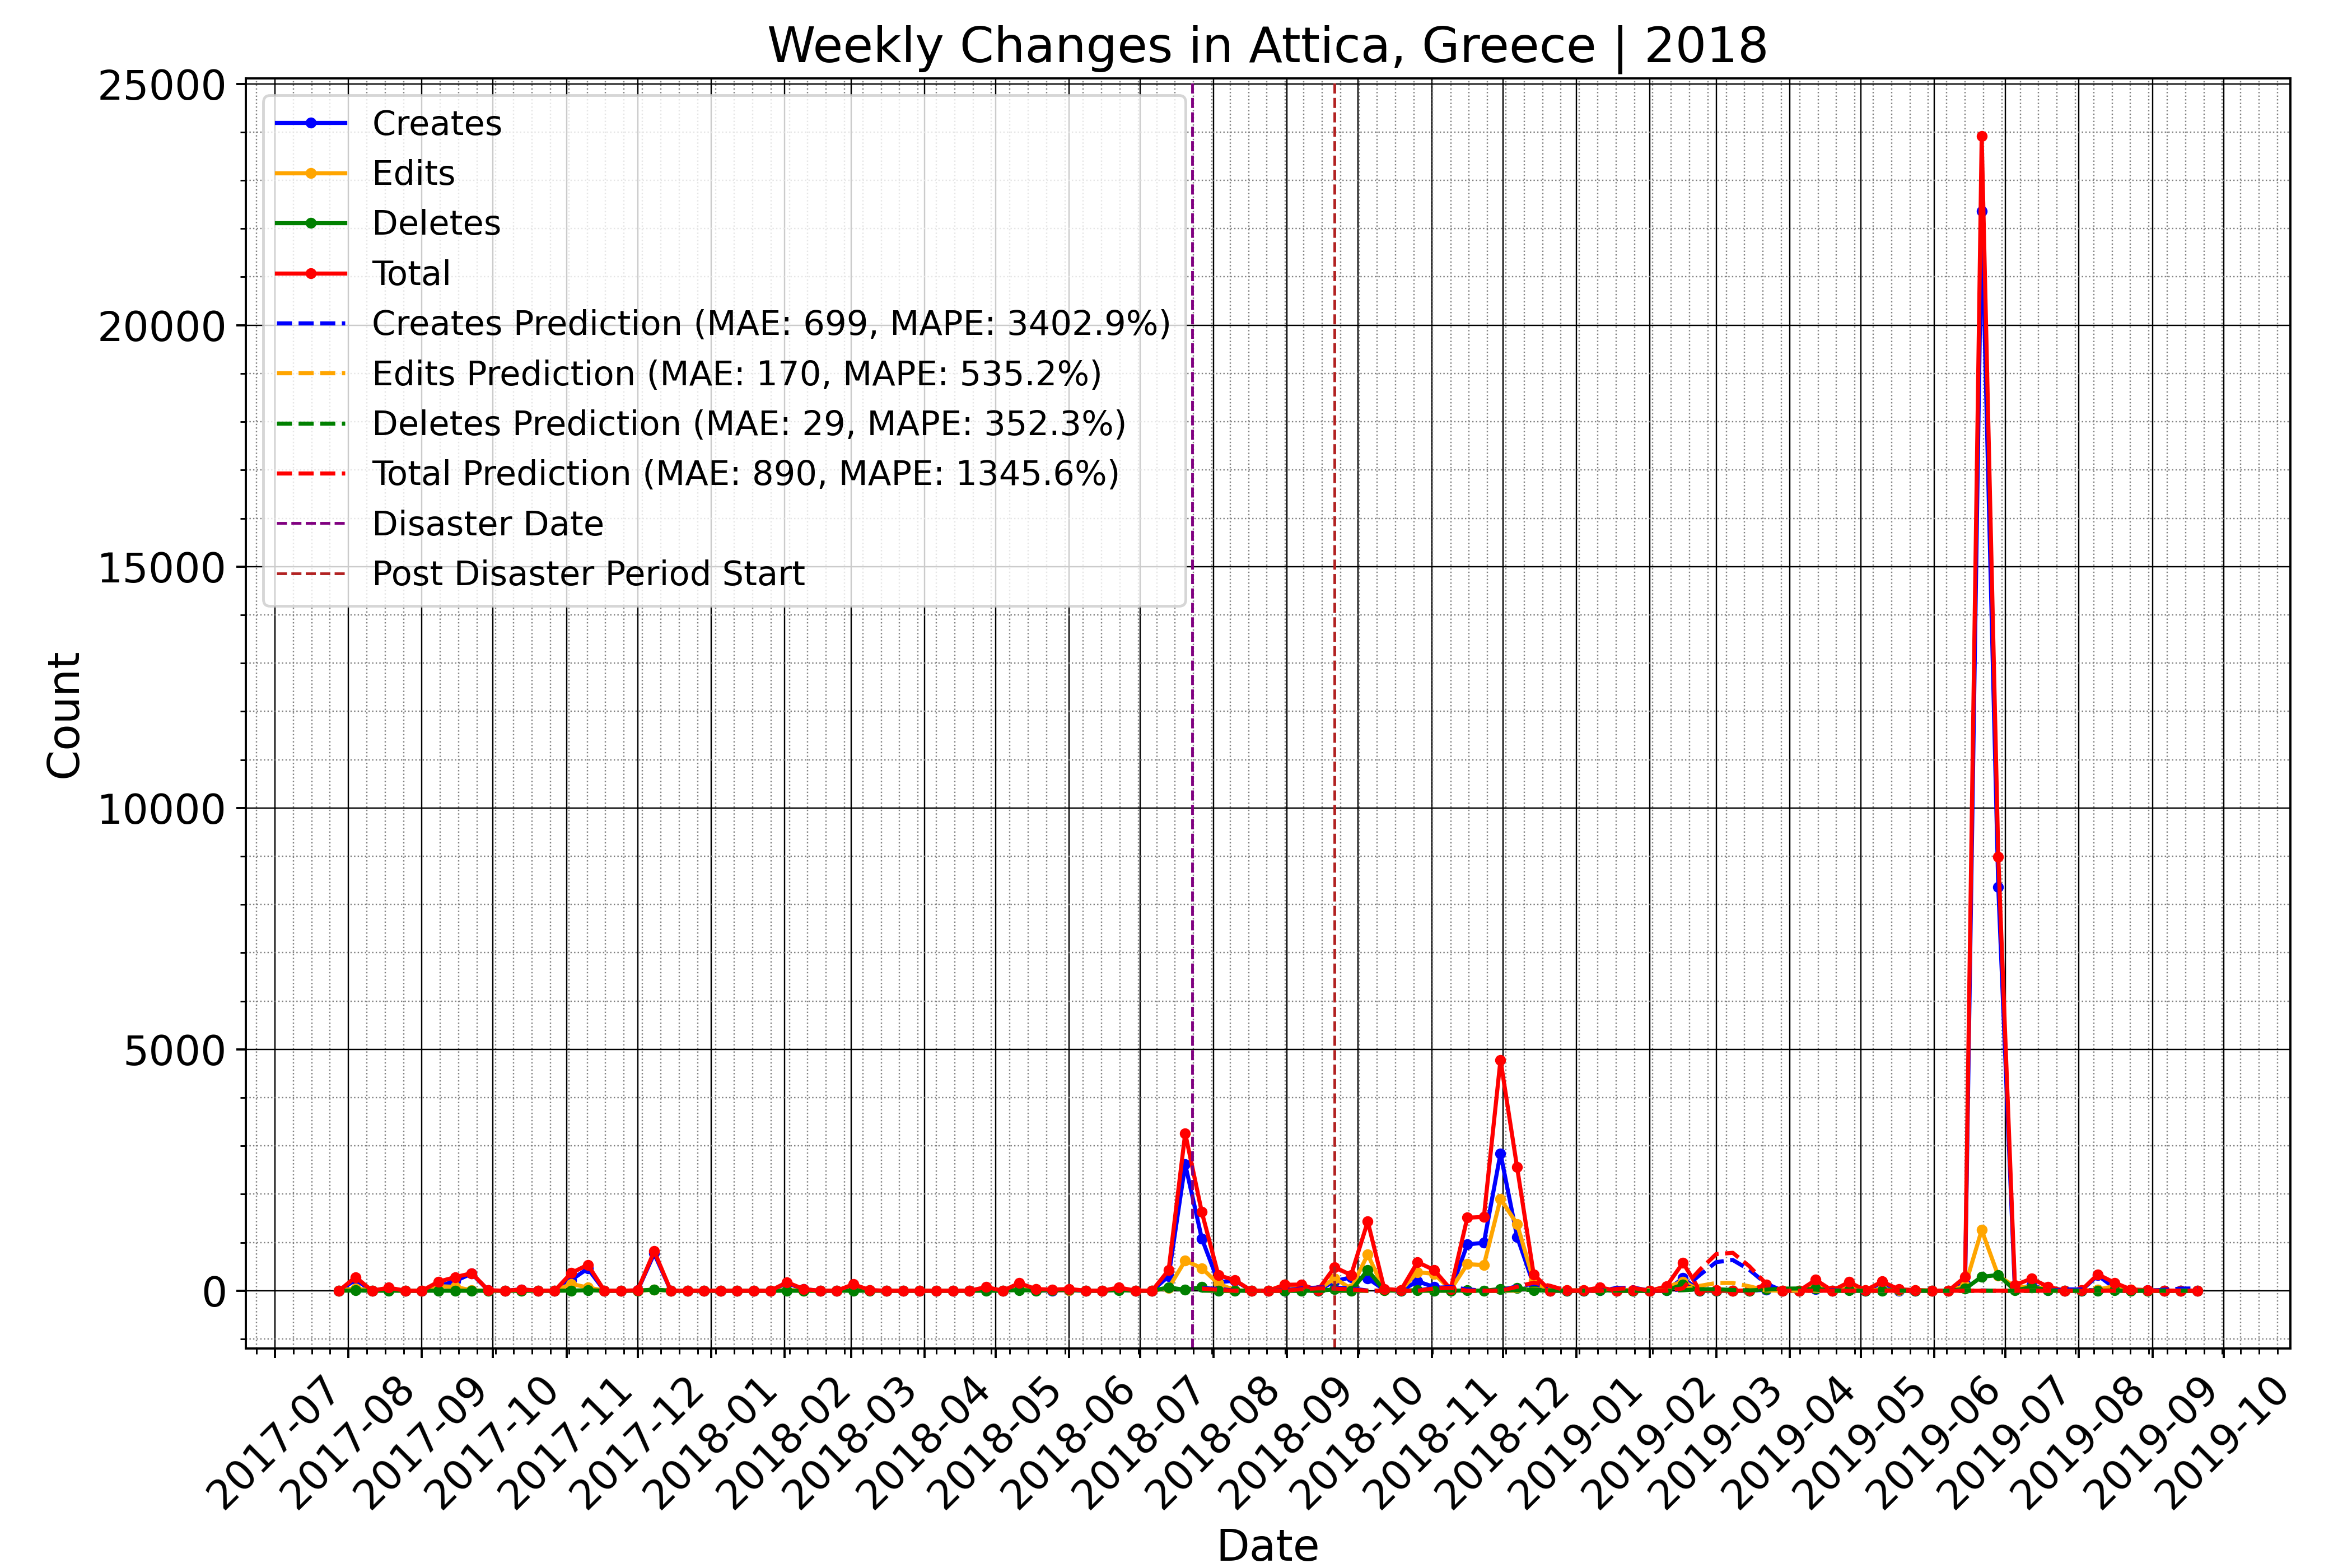 Weekly Changes in Attica, Greece | 2018
25000
20000
15000
10000
5000
0
Count
Creates
Edits
Deletes
Total
Creates Prediction (MAE: 699, MAPE: 3402.9%)
Edits Prediction (MAE: 170, MAPE: 535.2%)
Deletes Prediction (MAE: 29, MAPE: 352.3%)
Total Prediction (MAE: 890, MAPE: 1345.6%)
Disaster Date
Post Disaster Period Start
2017-07
2017-08
2017-09
2017-10
2017-11
2017-12
2018-01
2018-02
2018-03
2018-04
2018-05
2018-06
2018-07
2018-08
2018-09
2018-10
2018-11
2018-12
2019-01
2019-02
2019-03
2019-04
2019-05
2019-06
2019-07
2019-08
2019-09
2019-10
Date